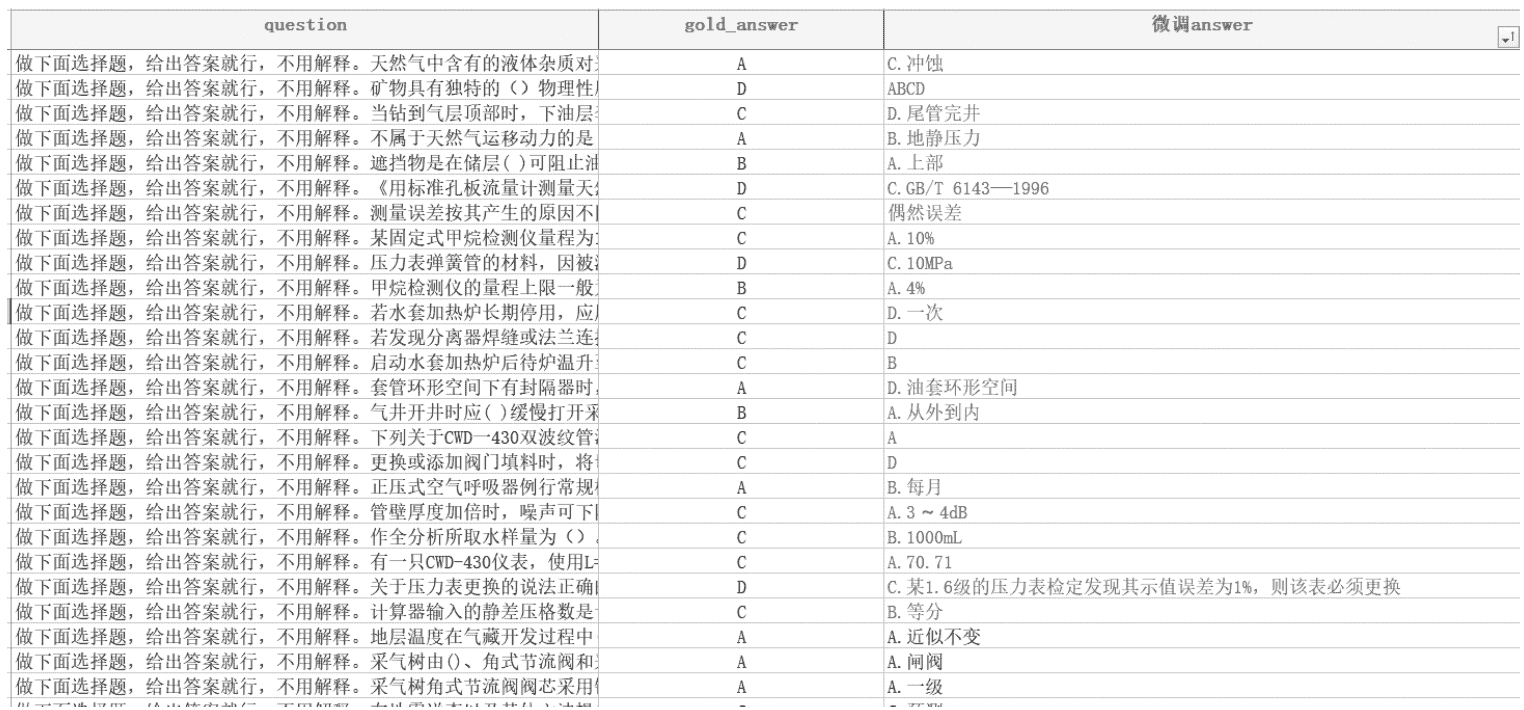 question gold_answer 微调answer
做下面选择题，给出答案就行，不用解释。天然气中含有的液体杂质对 A C.冲蚀
做下面选择题，给出答案就行，不用解释。矿物具有独特的（）物理性 D ABCD
做下面选择题，给出答案就行，不用解释。当钻到气层顶部时，下油层 C D.尾管完井
做下面选择题，给出答案就行，不用解释。不属于天然气运移动力的是 A B.地静压力
做下面选择题，给出答案就行，不用解释。遮挡物是在储层( )可阻止油 B A.上部
做下面选择题，给出答案就行，不用解释。《用标准孔板流量计测量天 D C.GB/T 6143—1996
做下面选择题，给出答案就行，不用解释。测量误差按其产生的原因不 C 偶然误差
做下面选择题，给出答案就行，不用解释。某固定式甲烷检测仪量程为 C A.10%
做下面选择题，给出答案就行，不用解释。压力表弹簧管的材料，因被 D C.10MPa
做下面选择题，给出答案就行，不用解释。甲烷检测仪的量程上限一般 B A.4%
做下面选择题，给出答案就行，不用解释。若水套加热炉长期停用，应 C D.一次
做下面选择题，给出答案就行，不用解释。若发现分离器焊缝或法兰连 C D
做下面选择题，给出答案就行，不用解释。启动水套加热炉后待炉温升 C B
做下面选择题，给出答案就行，不用解释。套管环形空间下有封隔器时， A D.油套环形空间
做下面选择题，给出答案就行，不用解释。气井开井时应( )缓慢打开采 B A.从外到内
做下面选择题，给出答案就行，不用解释。下列关于CWD一430双波纹管 C A
做下面选择题，给出答案就行，不用解释。更换或添加阀门填料时，将 C D
做下面选择题，给出答案就行，不用解释。正压式空气呼吸器例行常规 A B.每月
做下面选择题，给出答案就行，不用解释。管壁厚度加倍时，噪声可下 C A.3 ~ 4dB
做下面选择题，给出答案就行，不用解释。作全分析所取水样量为（）。 C B.1000mL
做下面选择题，给出答案就行，不用解释。有一只CWD-430仪表，使用L= C A.70.71
做下面选择题，给出答案就行，不用解释。关于压力表更换的说法正确 D C.某1.6级的压力表检定发现其示值误差为1%，则该表必须更换
做下面选择题，给出答案就行，不用解释。计算器输入的静差压格数是 C B.等分
做下面选择题，给出答案就行，不用解释。地层温度在气藏开发过程中 A A.近似不变
做下面选择题，给出答案就行，不用解释。采气树由()、角式节流阀和 A A.闸阀
做下面选择题，给出答案就行，不用解释。采气树角式节流阀阀芯采用 A A.一级